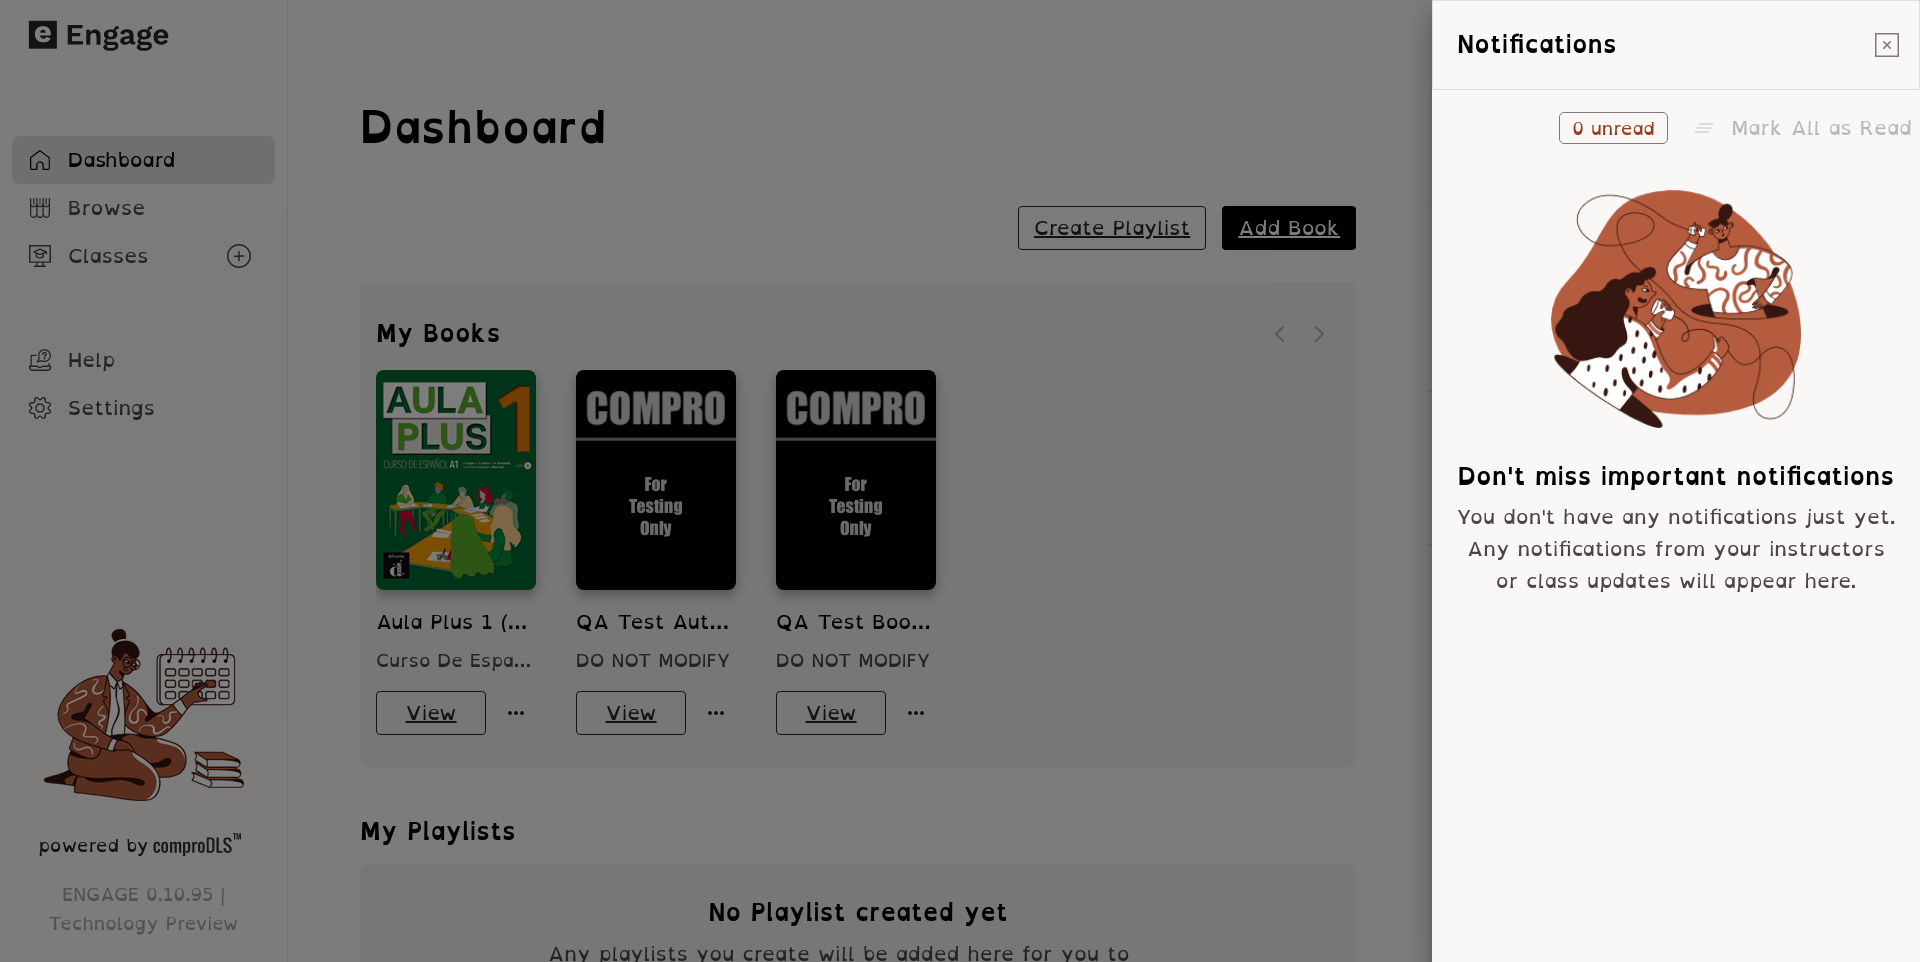 e Engage
Dashboard
Browse
Classes
Help
Settings
powered by comproDLS™
ENGAGE 0.10.95 |
Technology Preview
Dashboard
Create Playlist
Add Book
My Books
AULA
PLUS
1
CURSO DE ESPAÑOL A1
COMPRO
For
Testing
Only
COMPRO
For
Testing
Only
Aula Plus 1 (...
QA Test Aut...
QA Test Boo...
Curso De Espa...
DO NOT MODIFY
DO NOT MODIFY
View
View
View
My Playlists
No Playlist created yet
Any playlists you create will be added here for you to
Notifications
0 unread
Mark All as Read
Don't miss important notifications
You don't have any notifications just yet.
Any notifications from your instructors
or class updates will appear here.